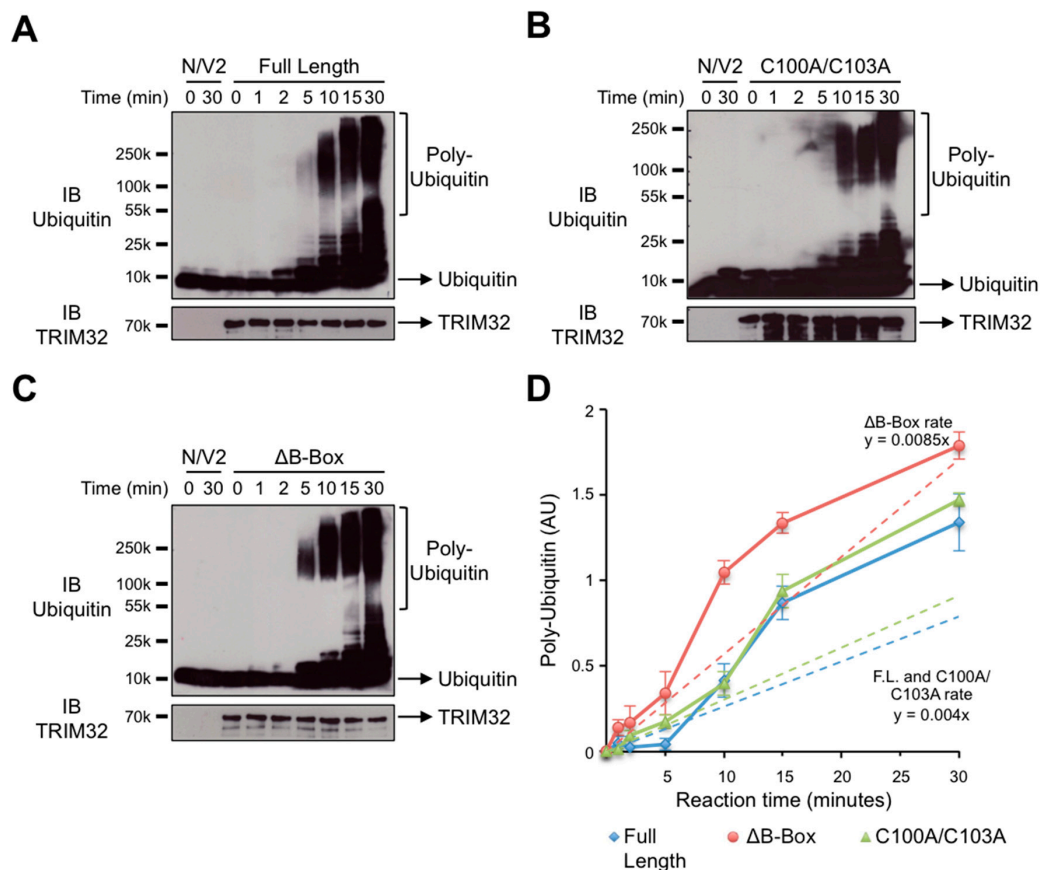 A
N/V2 Full Length
Time (min) 0 30 0 1 2 5 10 15 30
250k
100k
55k
25k
10k
IB
Ubiquitin
Poly-
Ubiquitin
Ubiquitin
IB
TRIM32
70k
TRIM32
B
N/V2 C100A/C103A
Time (min) 0 30 0 1 2 5 10 15 30
250k
100k
55k
25k
10k
IB
Ubiquitin
Poly-
Ubiquitin
Ubiquitin
IB
TRIM32
70k
TRIM32
C
N/V2 ΔB-Box
Time (min) 0 30 0 1 2 5 10 15 30
250k
100k
55k
25k
10k
IB
Ubiquitin
Poly-
Ubiquitin
Ubiquitin
IB
TRIM32
70k
TRIM32
D
2
1.5
1
0.5
0
Poly-Ubiquitin (AU)
ΔB-Box rate
y = 0.0085x
F.L. and C100A/
C103A rate
y = 0.004x
5 10 15 20 25 30
Reaction time (minutes)
Full
Length
ΔB-Box
C100A/C103A